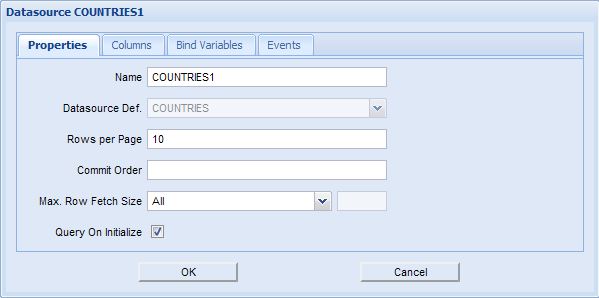 Datasource COUNTRIES1
Properties Columns Bind Variables Events
Name COUNTRIES1
Datasource Def. COUNTRIES
Rows per Page 10
Commit Order
Max. Row Fetch Size All
Query On Initialize
OK Cancel